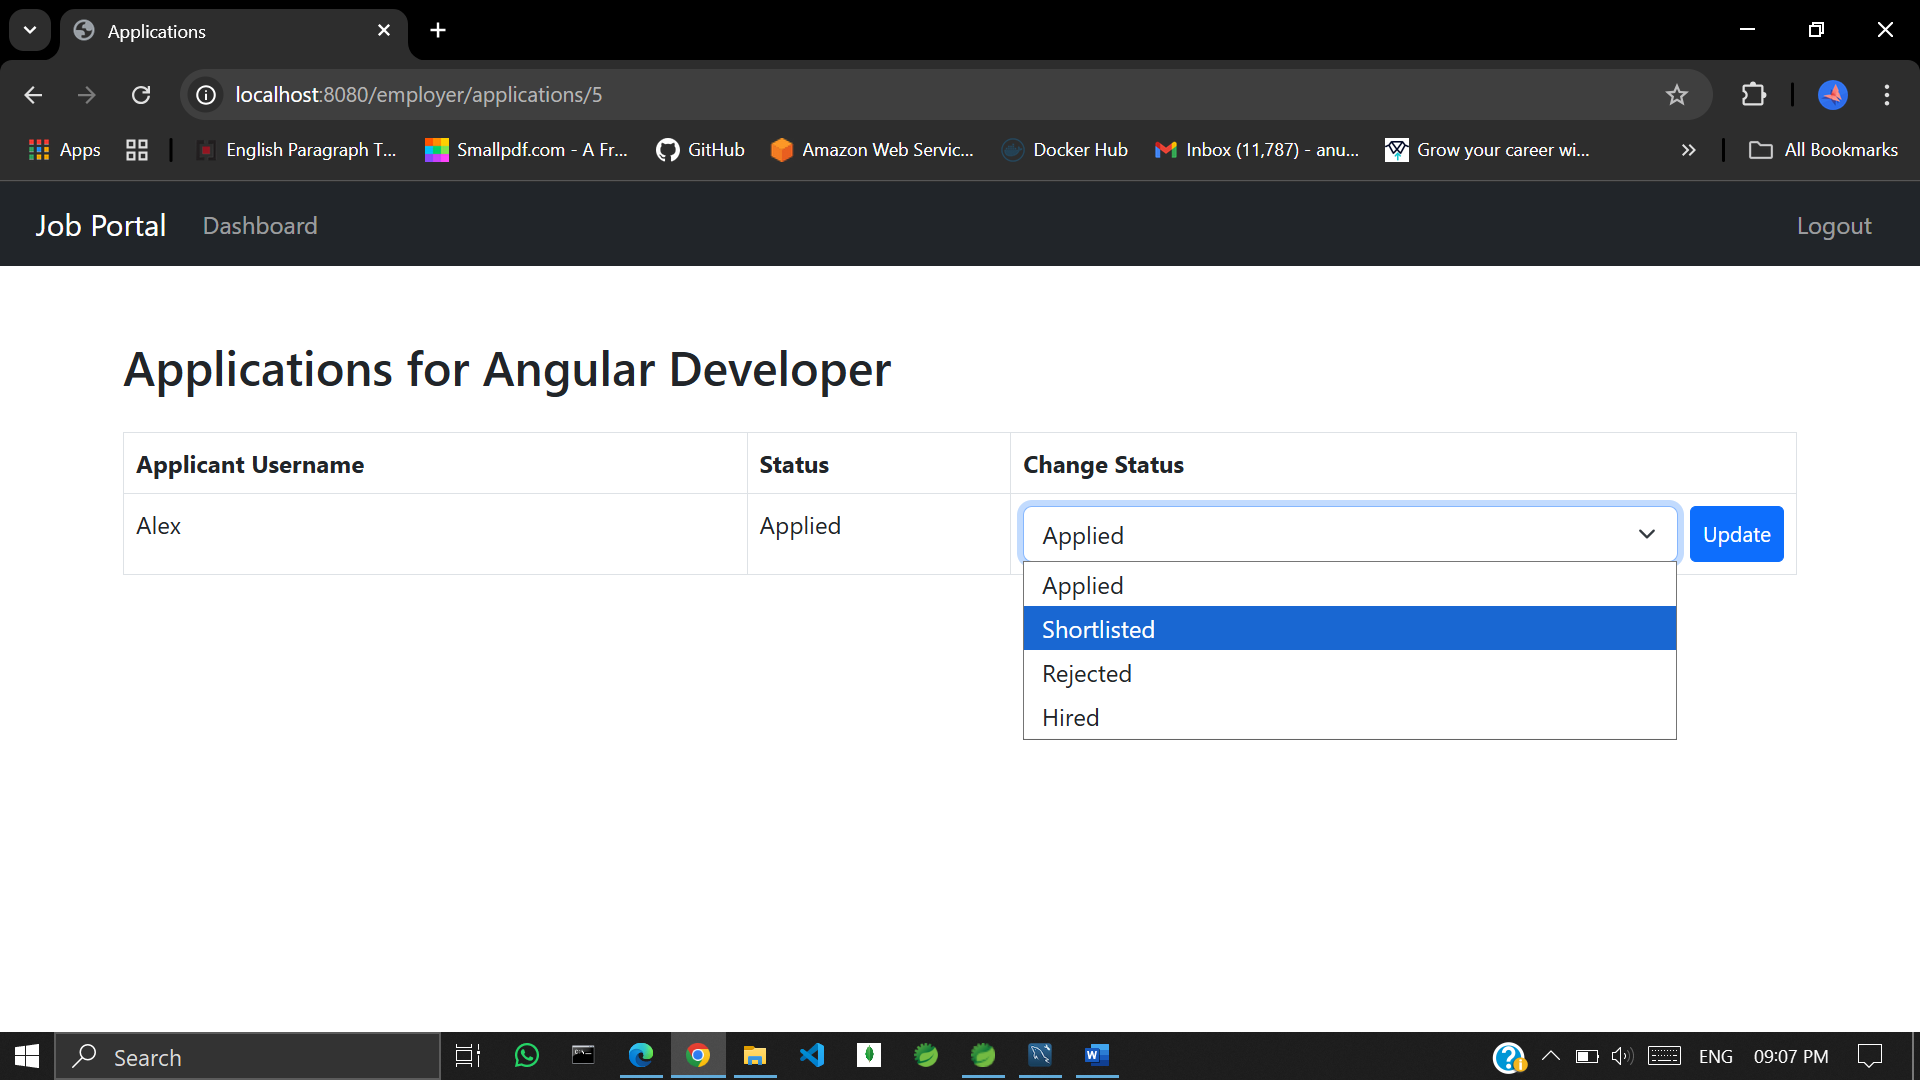 Applications
localhost:8080/employer/applications/5
Apps English Paragraph T... Smallpdf.com - A Fr... GitHub Amazon Web Servic... Docker Hub Inbox (11,787) - anu... Grow your career wi... » All Bookmarks
Job Portal Dashboard Logout
Applications for Angular Developer
Applicant Username Status Change Status
Alex Applied Applied Update
Applied
Shortlisted
Rejected
Hired
Search ENG 09:07 PM